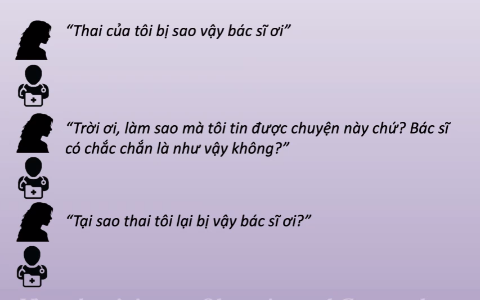 “Thai của tôi bị sao vậy bác sĩ ơi”
“Trời ơi, làm sao mà tôi tin được chuyện này chứ? Bác sĩ
có chắc chắn là như vậy không?”
“Tại sao thai tôi lại bị vậy bác sĩ ơi?”